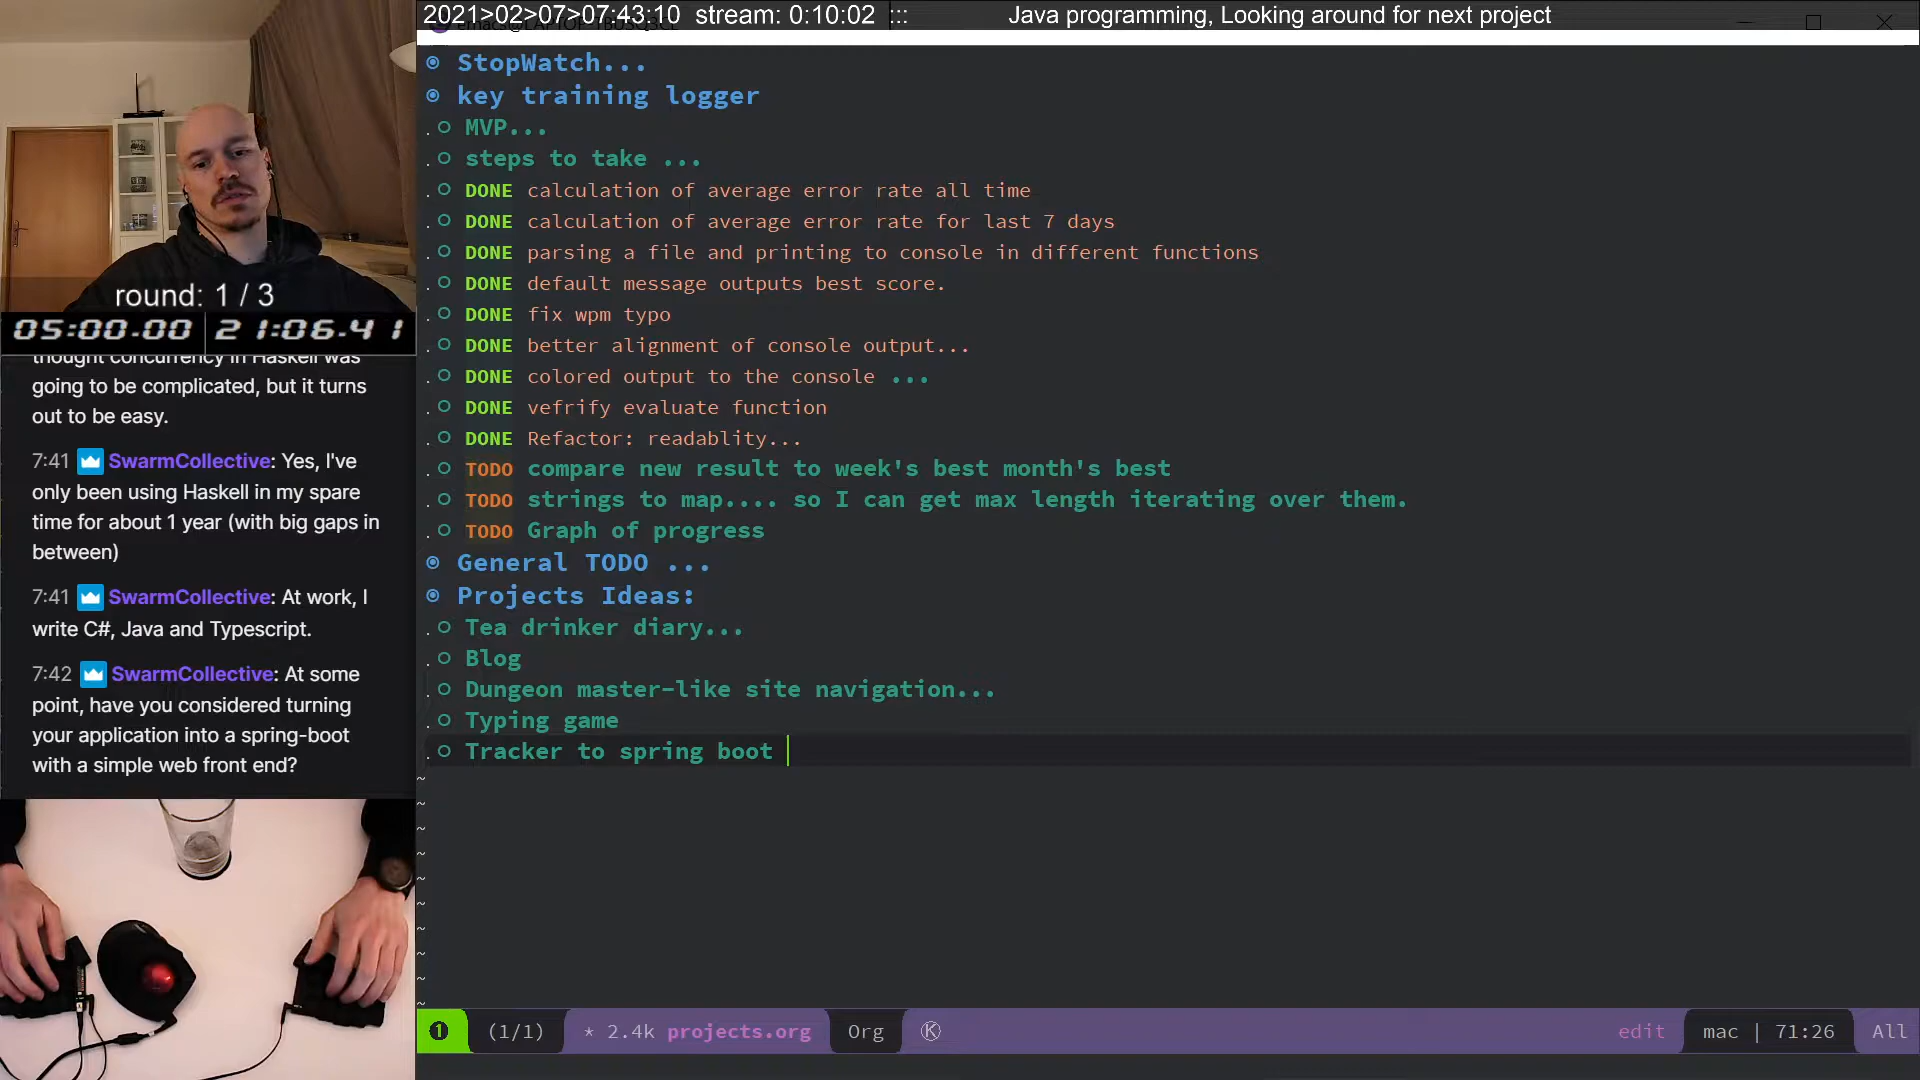 2021>02>07>07:43:10 stream: 0:10:02 ::: Java programming, Looking around for next project
StopWatch...
key training logger
MVP...
steps to take ...
DONE calculation of average error rate all time
DONE calculation of average error rate for last 7 days
DONE parsing a file and printing to console in different functions
DONE default message outputs best score.
DONE fix wpm typo
DONE better alignment of console output...
DONE colored output to the console ...
DONE vefrify evaluate function
DONE Refactor: readablity...
TODO compare new result to week's best month's best
TODO strings to map.... so I can get max length iterating over them.
TODO Graph of progress
General TODO ...
Projects Ideas:
Tea drinker diary...
Blog
Dungeon master-like site navigation...
Typing game
Tracker to spring boot
1 (1/1) * 2.4k projects.org Org K edit mac | 71:26 All
round: 1 / 3
05:00.00 21:06.41
thought concurrency in Haskell was
going to be complicated, but it turns
out to be easy.
7:41 SwarmCollective: Yes, I've
only been using Haskell in my spare
time for about 1 year (with big gaps in
between)
7:41 SwarmCollective: At work, I
write C#, Java and Typescript.
7:42 SwarmCollective: At some
point, have you considered turning
your application into a spring-boot
with a simple web front end?